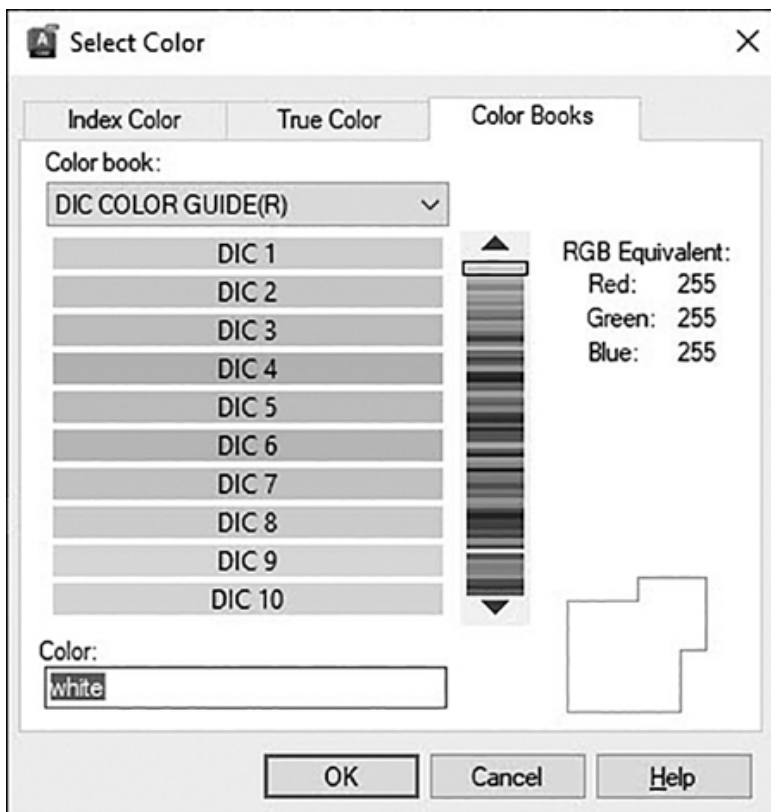 Select Color
Index Color True Color Color Books
Color book:
DIC COLOR GUIDE(R)
DIC 1
DIC 2
DIC 3
DIC 4
DIC 5
DIC 6
DIC 7
DIC 8
DIC 9
DIC 10
RGB Equivalent:
Red: 255
Green: 255
Blue: 255
Color:
white
OK Cancel Help